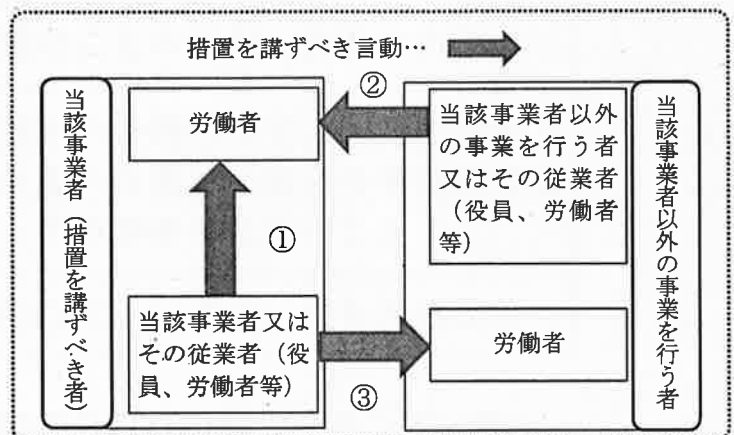 措置を講ずべき言動…
当該事業者（措置を講ずべき者）
労働者
①
当該事業者又は
その従業者（役
員、労働者等）
②
③
当該事業者以外
の事業を行う者
又はその従業者
（役員、労働者
等）
労働者
当該事業者以外の事業を行う者